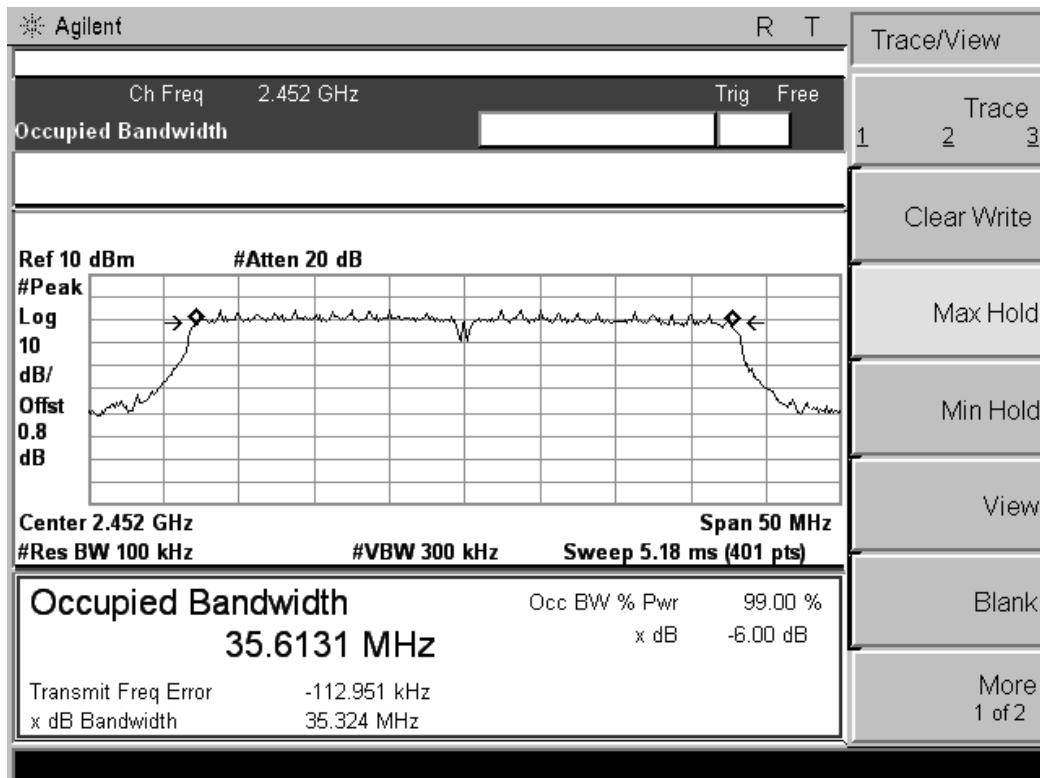 Agilent R T
Ch Freq 2.452 GHz Trig Free
Occupied Bandwidth
Ref 10 dBm #Atten 20 dB
#Peak
Log
10
dB/
Offst
0.8
dB
Center 2.452 GHz Span 50 MHz
#Res BW 100 kHz #VBW 300 kHz Sweep 5.18 ms (401 pts)
Occupied Bandwidth Occ BW % Pwr 99.00 %
35.6131 MHz x dB -6.00 dB
Transmit Freq Error -112.951 kHz
x dB Bandwidth 35.324 MHz
Trace/View
Trace
1 2 3
Clear Write
Max Hold
Min Hold
View
Blank
More
1 of 2